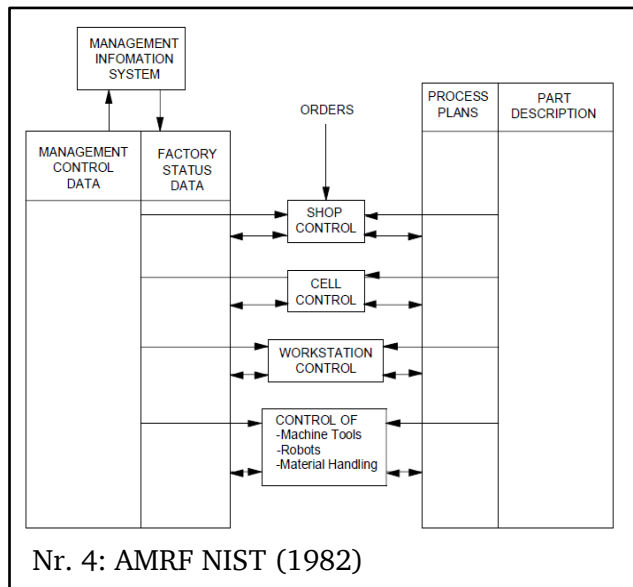 MANAGEMENT
INFOMATION
SYSTEM
ORDERS
PROCESS
PLANS
PART
DESCRIPTION
MANAGEMENT
CONTROL
DATA
FACTORY
STATUS
DATA
SHOP
CONTROL
CELL
CONTROL
WORKSTATION
CONTROL
CONTROL OF
-Machine Tools
-Robots
-Material Handling
Nr. 4: AMRF NIST (1982)